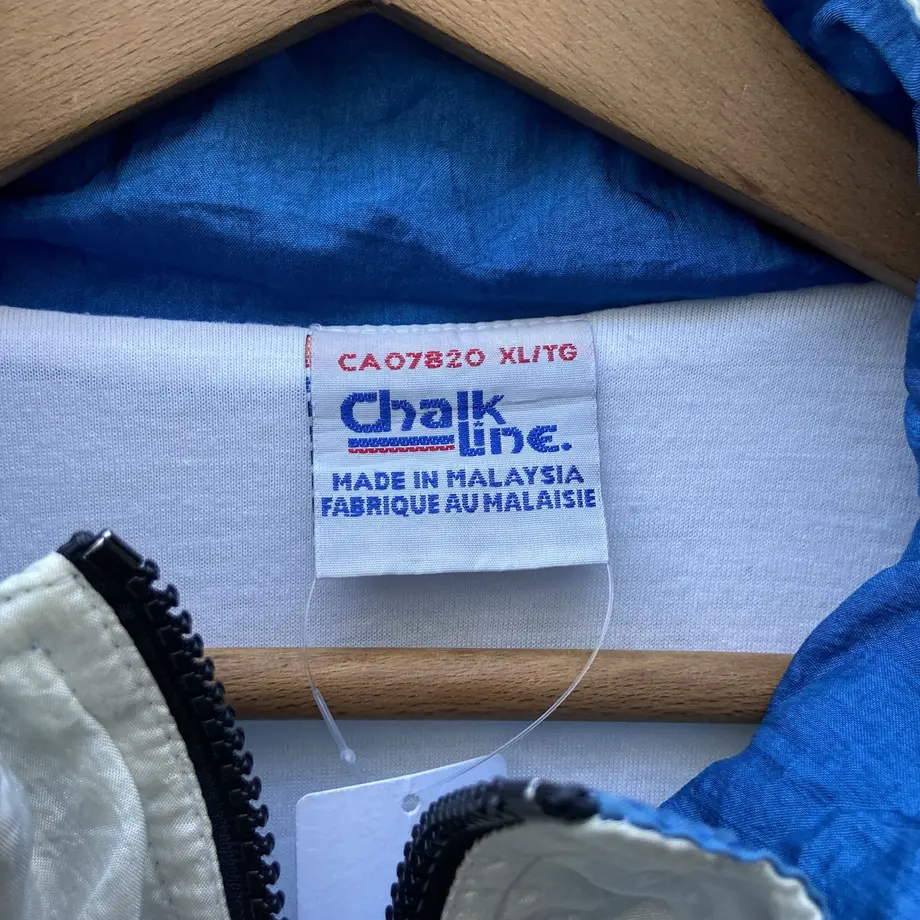 CA07820 XL/TG
Chalk
Line.
MADE IN MALAYSIA
FABRIQUE AU MALAISIE